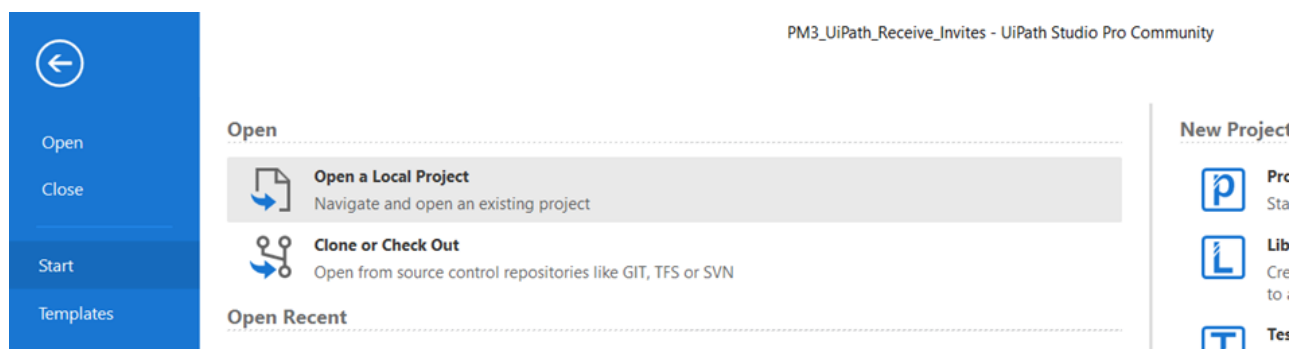 PM3_UiPath_Receive_Invites - UiPath Studio Pro Community
Open
Close
Start
Templates
Open
Open a Local Project
Navigate and open an existing project
Clone or Check Out
Open from source control repositories like GIT, TFS or SVN
Open Recent
New Project